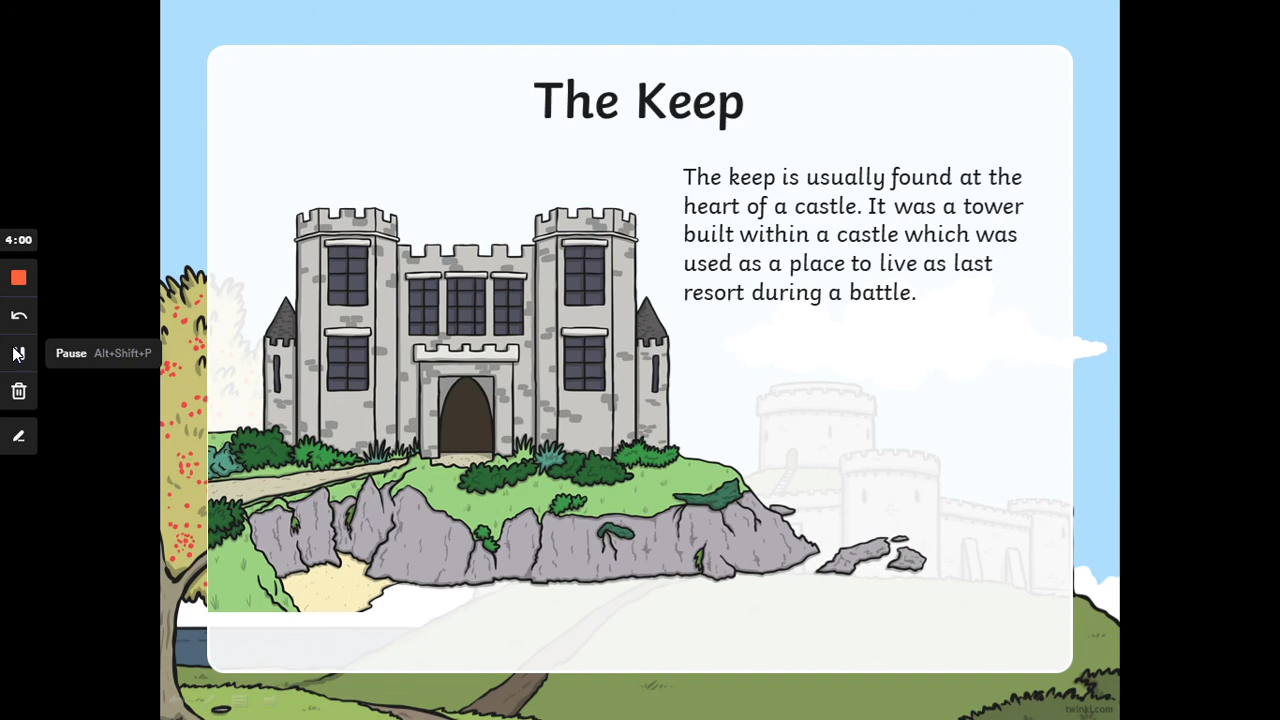 The Keep
The keep is usually found at the
heart of a castle. It was a tower
built within a castle which was
used as a place to live as last
resort during a battle.
4:00
Pause Alt+Shift+P
twinkl.com